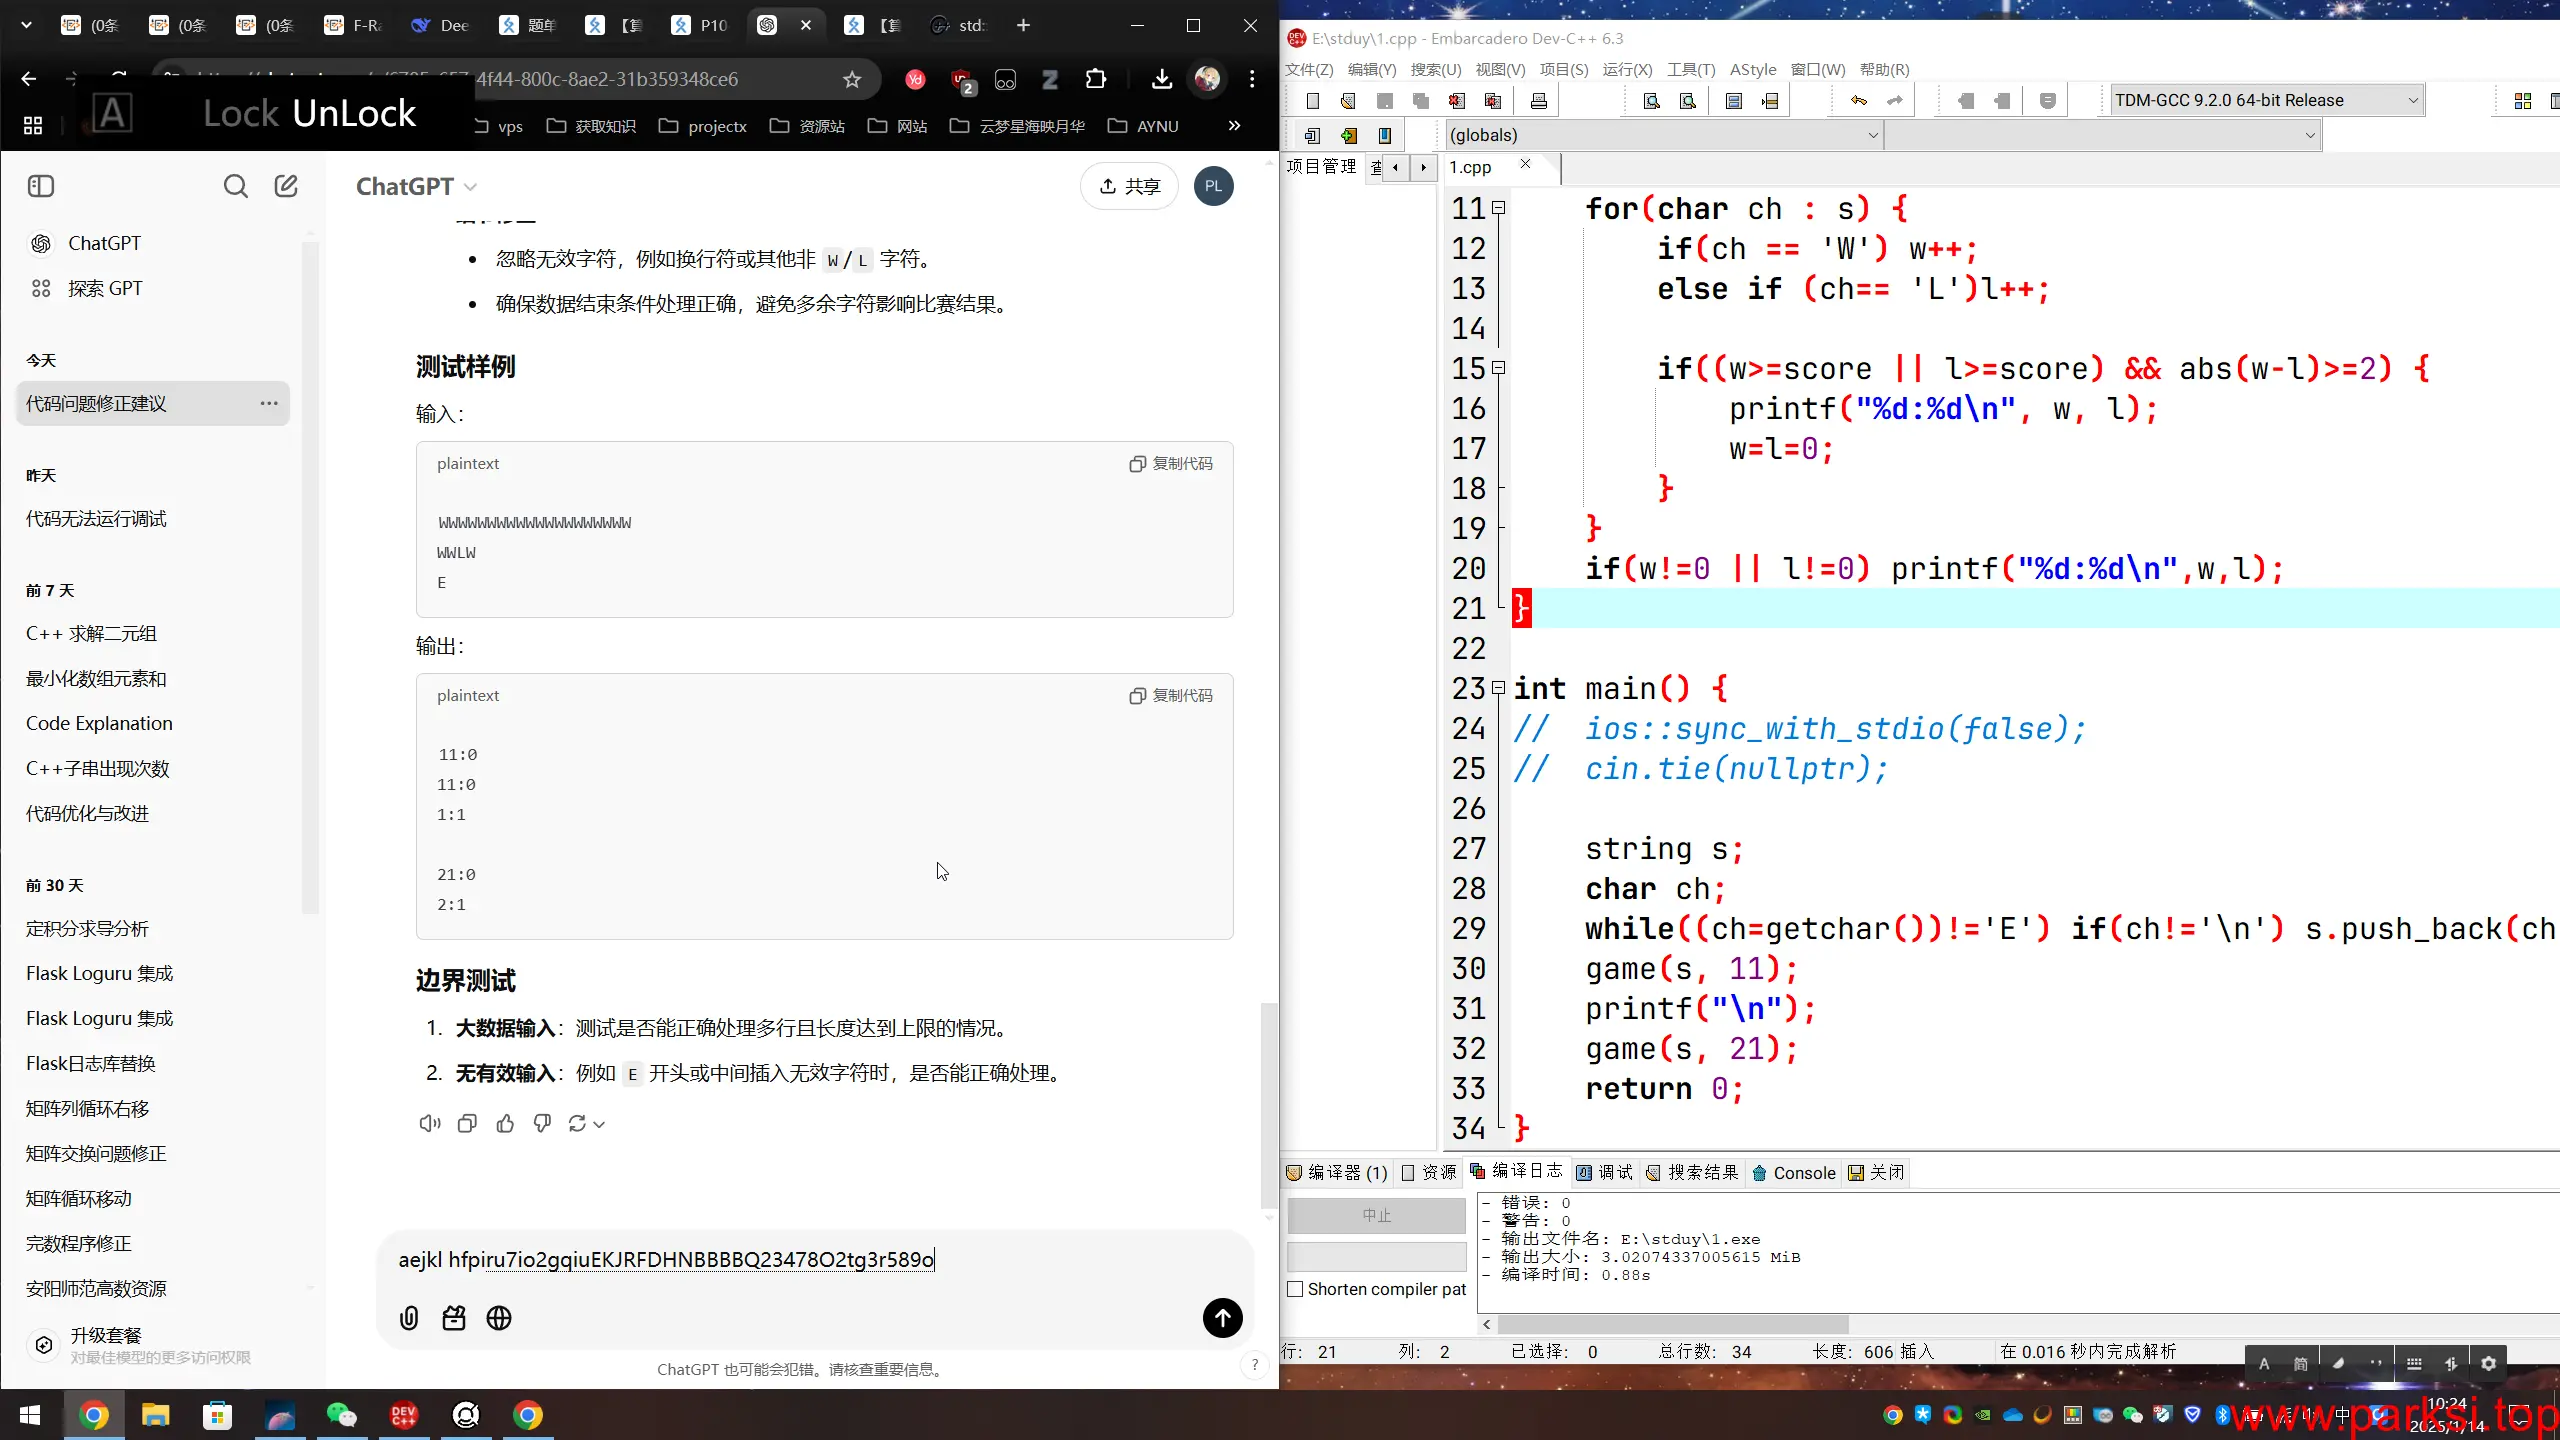 (0条
(0条
(0条
F-Ra
Dee
题单
【算
P10
【算
std:
4f44-800c-8ae2-31b359348ce6
A
Lock UnLock
vps
获取知识
projectx
资源站
网站
云梦星海映月华
AYNU
ChatGPT
共享
PL
ChatGPT
探索 GPT
今天
代码问题修正建议
昨天
代码无法运行调试
前 7 天
C++ 求解二元组
最小化数组元素和
Code Explanation
C++子串出现次数
代码优化与改进
前 30 天
定积分求导分析
Flask Loguru 集成
Flask Loguru 集成
Flask日志库替换
矩阵列循环右移
矩阵交换问题修正
矩阵循环移动
完数程序修正
安阳师范高数资源
升级套餐
对最佳模型的更多访问权限
忽略无效字符，例如换行符或其他非 W/L 字符。
确保数据结束条件处理正确，避免多余字符影响比赛结果。
测试样例
输入：
plaintext
复制代码
WWWWWWWWWWWWWWWWWWWW
WWLW
E
输出：
plaintext
复制代码
11:0
11:0
1:1
21:0
2:1
边界测试
1. 大数据输入：测试是否能正确处理多行且长度达到上限的情况。
2. 无有效输入：例如 E 开头或中间插入无效字符时，是否能正确处理。
aejkl hfpiru7io2gqiuEKJRFDHNBBBBQ23478O2tg3r589o
ChatGPT 也可能会犯错。请核查重要信息。
?
E:\stduy\1.cpp - Embarcadero Dev-C++ 6.3
文件(Z) 编辑(Y) 搜索(U) 视图(V) 项目(S) 运行(X) 工具(T) AStyle 窗口(W) 帮助(R)
TDM-GCC 9.2.0 64-bit Release
(globals)
项目管理
1.cpp
11 for(char ch : s) {
12 if(ch == 'W') w++;
13 else if (ch== 'L')l++;
14
15 if((w>=score || l>=score) && abs(w-l)>=2) {
16 printf("%d:%d\n", w, l);
17 w=l=0;
18 }
19 }
20 if(w!=0 || l!=0) printf("%d:%d\n",w,l);
21 }
22
23 int main() {
24 // ios::sync_with_stdio(false);
25 // cin.tie(nullptr);
26
27 string s;
28 char ch;
29 while((ch=getchar())!='E') if(ch!='\n') s.push_back(ch
30 game(s, 11);
31 printf("\n");
32 game(s, 21);
33 return 0;
34 }
编译器 (1) 资源 编译日志 调试 搜索结果 Console 关闭
中止
Shorten compiler pat
- 错误: 0
- 警告: 0
- 输出文件名: E:\stduy\1.exe
- 输出大小: 3.02074337005615 MiB
- 编译时间: 0.88s
行: 21 列: 2 已选择: 0 总行数: 34 长度: 606 插入 在 0.016 秒内完成解析
A 简
中
10:24
2025/1/14
www.parksi.top